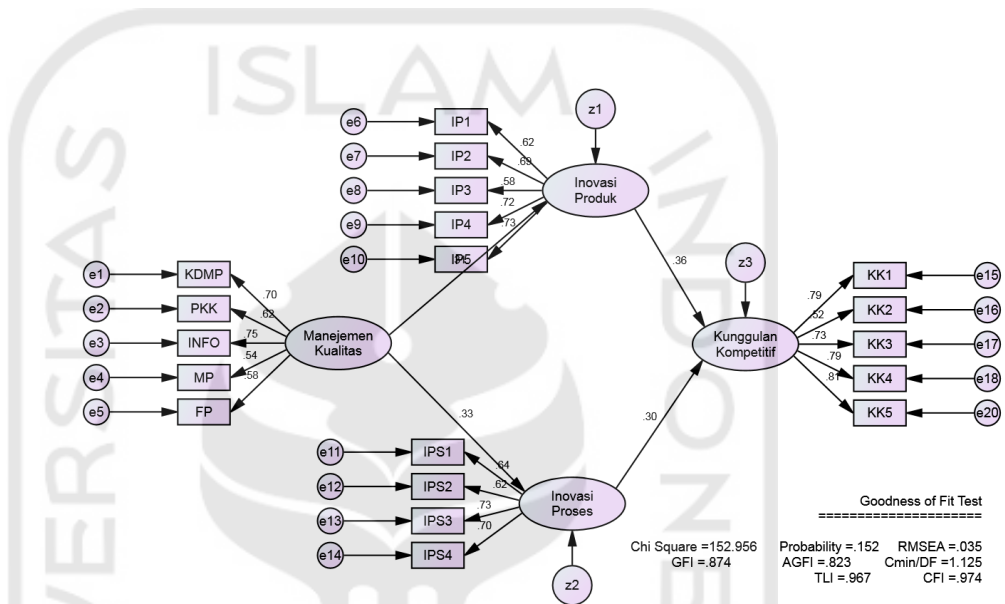 ISLAM
UNIVERSITAS
INDONE
z1
e6
IP1
.62
e7
IP2
.69
e8
IP3
.58
Inovasi
Produk
e9
IP4
.72
.73
e10
z3
.36
e1
KDMP
.70
e2
PKK
.62
e3
INFO
.75
Manejemen
Kualitas
e4
MP
.54
e5
FP
.58
Kunggulan
Kompetitif
.79
KK1
e15
.52
KK2
e16
.73
KK3
e17
.79
KK4
e18
.81
KK5
e20
.33
.30
e11
IPS1
.64
e12
IPS2
.62
e13
IPS3
.73
e14
IPS4
.70
Inovasi
Proses
z2
Goodness of Fit Test
=====================
Chi Square =152.956 Probability =.152 RMSEA =.035
GFI =.874 AGFI =.823 Cmin/DF =1.125
TLI =.967 CFI =.974